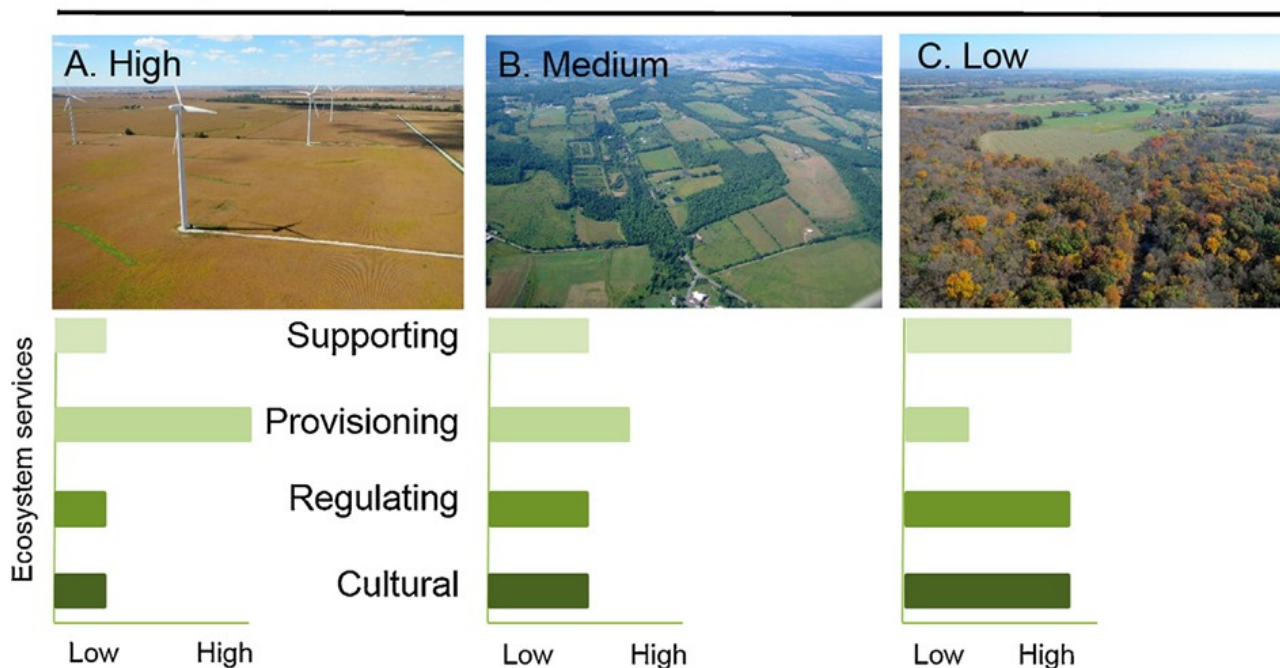 A. High
B. Medium
C. Low
Ecosystem services
Supporting
Provisioning
Regulating
Cultural
Low High
Low High
Low High